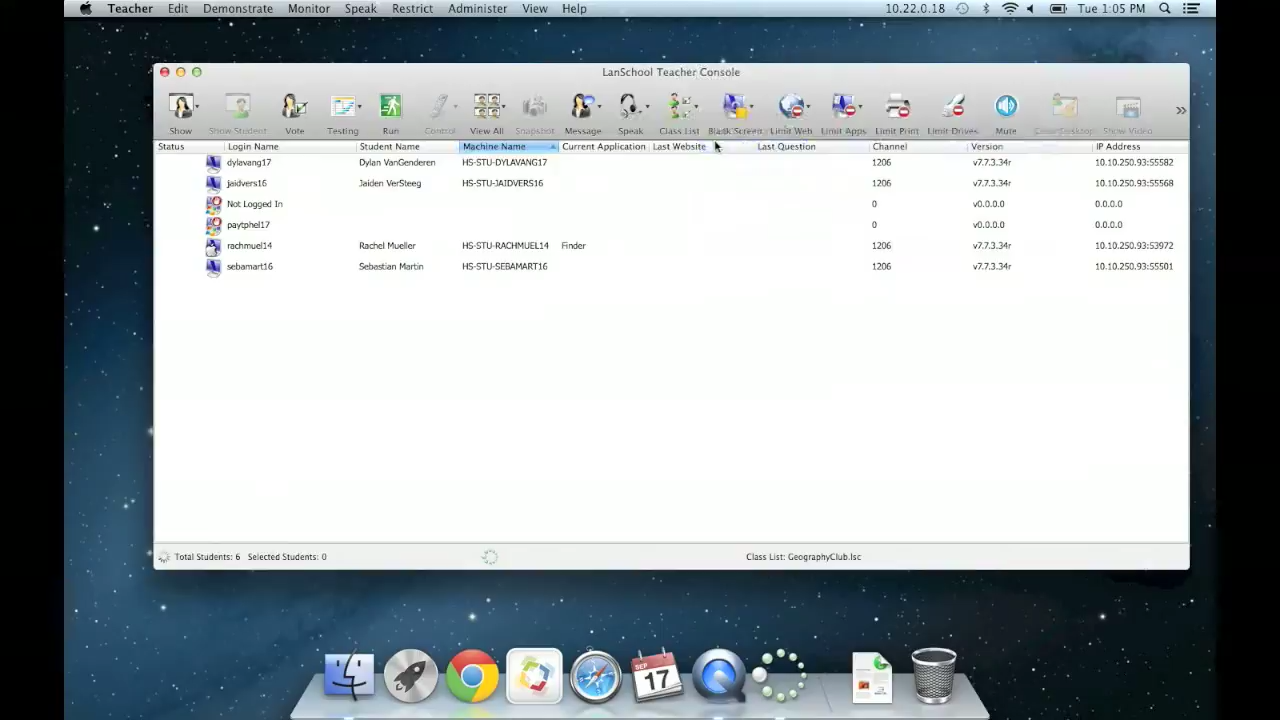 Teacher Edit Demonstrate Monitor Speak Restrict Administer View Help 10.22.0.18 Tue 1:05 PM
LanSchool Teacher Console
Show Show Student Vote Testing Run Control View All Snapshot Message Speak Class List Blank Screen Limit Web Limit Apps Limit Print Limit Drives Mute Clear Desktop Show Video »
Status Login Name Student Name Machine Name Current Application Last Website Last Question Channel Version IP Address
dylavang17 Dylan VanGenderen HS-STU-DYLAVANG17 1206 v7.7.3.34r 10.10.250.93:55582
jaidvers16 Jaiden VerSteeg HS-STU-JAIDVERS16 1206 v7.7.3.34r 10.10.250.93:55568
Not Logged In 0 v0.0.0.0 0.0.0.0
paytphel17 0 v0.0.0.0 0.0.0.0
rachmuel14 Rachel Mueller HS-STU-RACHMUEL14 Finder 1206 v7.7.3.34r 10.10.250.93:53972
sebamart16 Sebastian Martin HS-STU-SEBAMART16 1206 v7.7.3.34r 10.10.250.93:55501
Total Students: 6 Selected Students: 0 Class List: GeographyClub.lsc
SEP
17